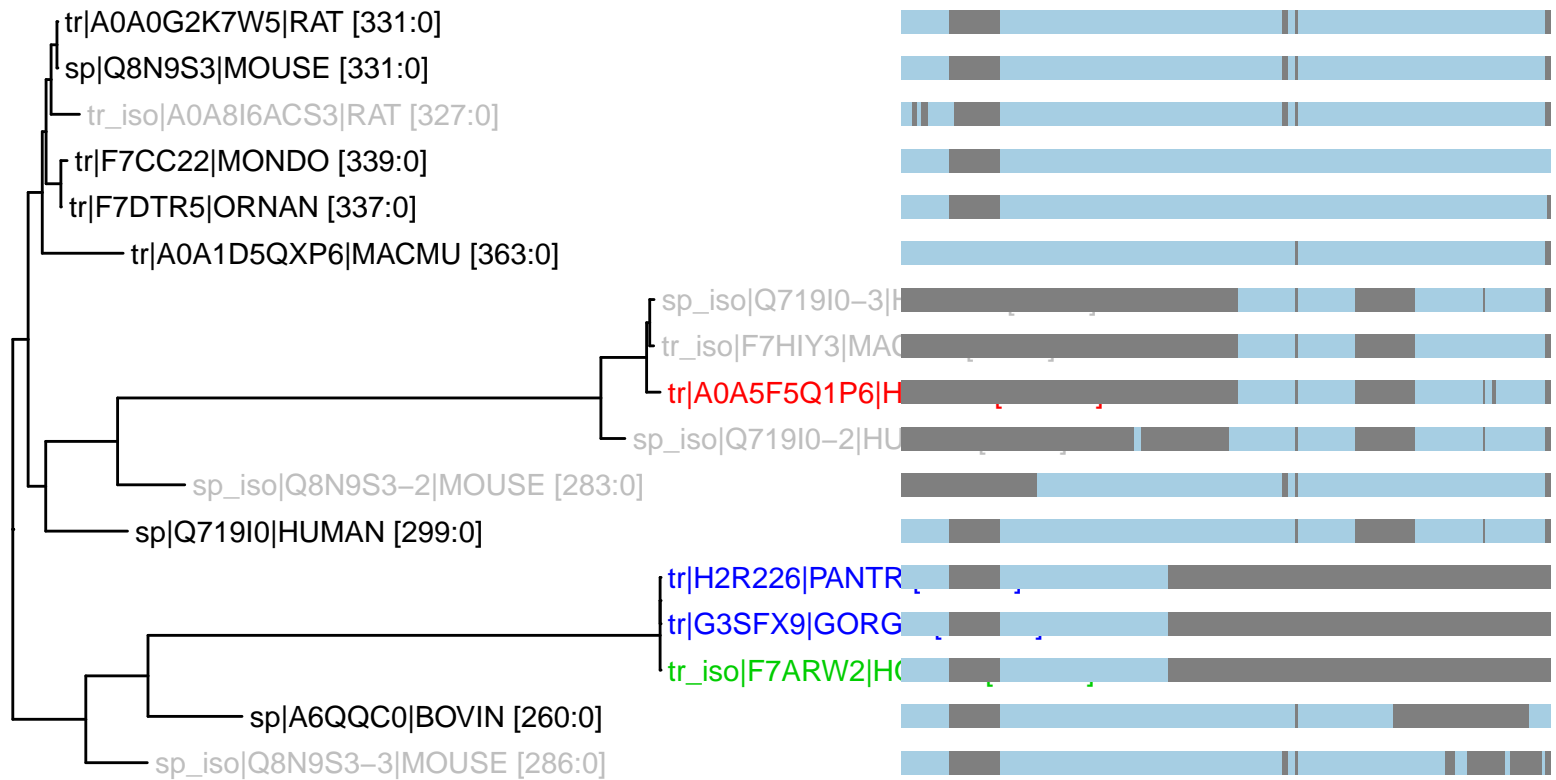 tr|A0A0G2K7W5|RAT [331:0]
sp|Q8N9S3|MOUSE [331:0]
tr_iso|A0A8I6ACS3|RAT [327:0]
tr|F7CC22|MONDO [339:0]
tr|F7DTR5|ORNAN [337:0]
tr|A0A1D5QXP6|MACMU [363:0]
sp_iso|Q719I0−3|H
tr_iso|F7HIY3|MAC
tr|A0A5F5Q1P6|H
sp_iso|Q719I0−2|HU
sp_iso|Q8N9S3−2|MOUSE [283:0]
sp|Q719I0|HUMAN [299:0]
tr|H2R226|PANTR
tr|G3SFX9|GORG
tr_iso|F7ARW2|HO
sp|A6QQC0|BOVIN [260:0]
sp_iso|Q8N9S3−3|MOUSE [286:0]